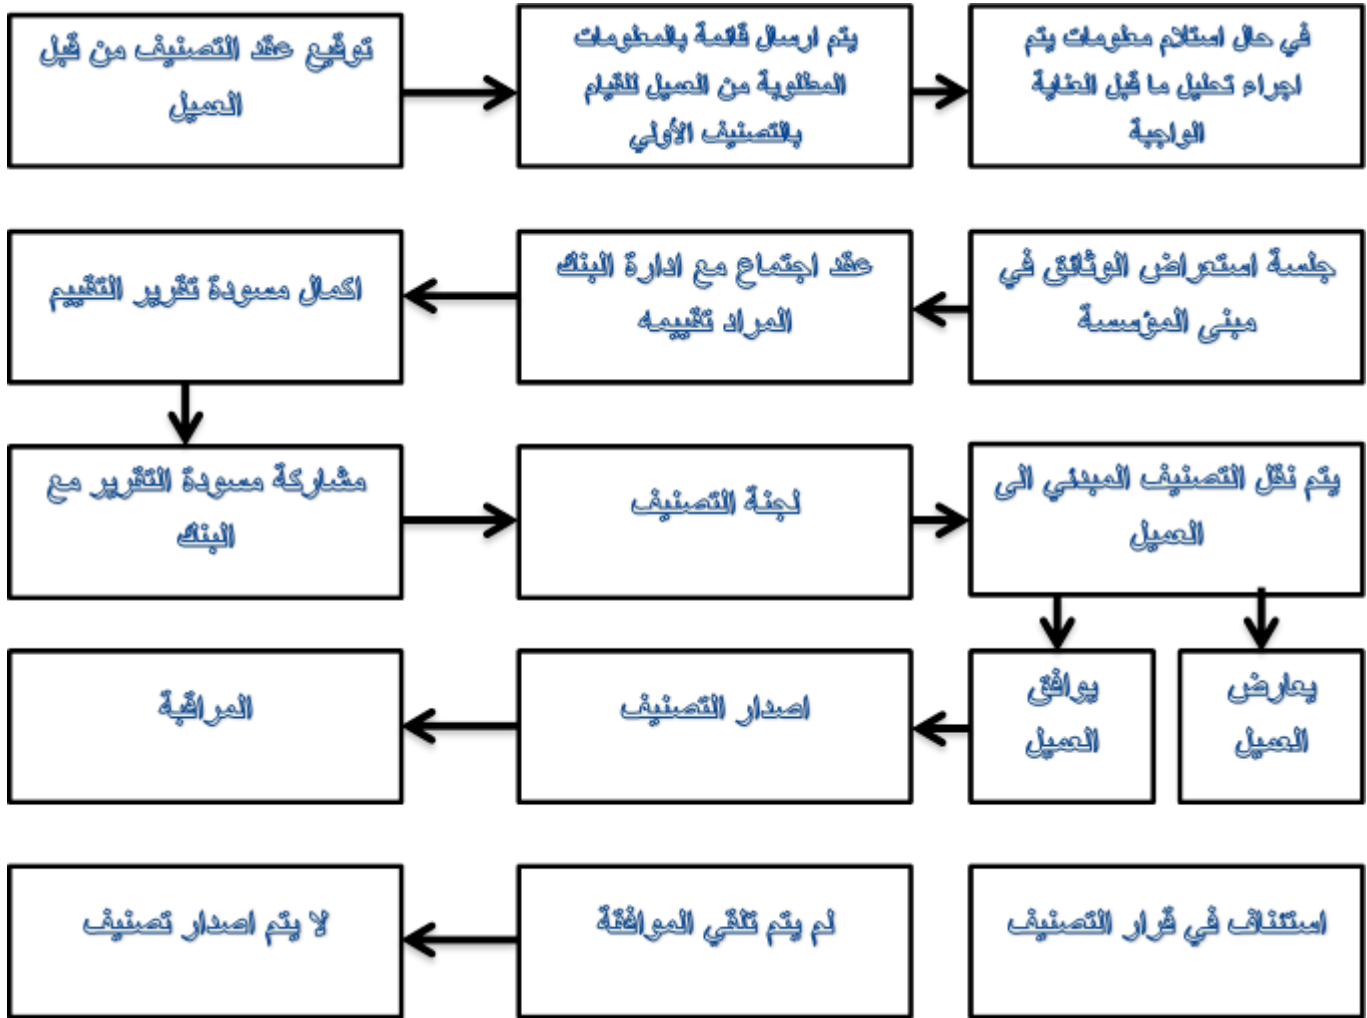 توقيع عقد التصنيف من قبل
العميل
يتم ارسال قائمة بالمعلومات
المطلوبة من العميل للقيام
بالتصنيف الأولي
في حال استلام معلومات يتم
اجراء تحليل ما قبل العناية
الواجبة
جلسة استعراض الوثائق في
مبنى المؤسسة
عقد اجتماع مع ادارة البنك
المراد تقييمه
اكمال مسودة تقرير التقييم
مشاركة مسودة التقرير مع
البنك
لجنة التصنيف
يتم نقل التصنيف المبدئي الى
العميل
يعارض
العميل
يوافق
العميل
اصدار التصنيف
المراقبة
استئناف في قرار التصنيف
لم يتم تلقي الموافقة
لا يتم اصدار تصنيف